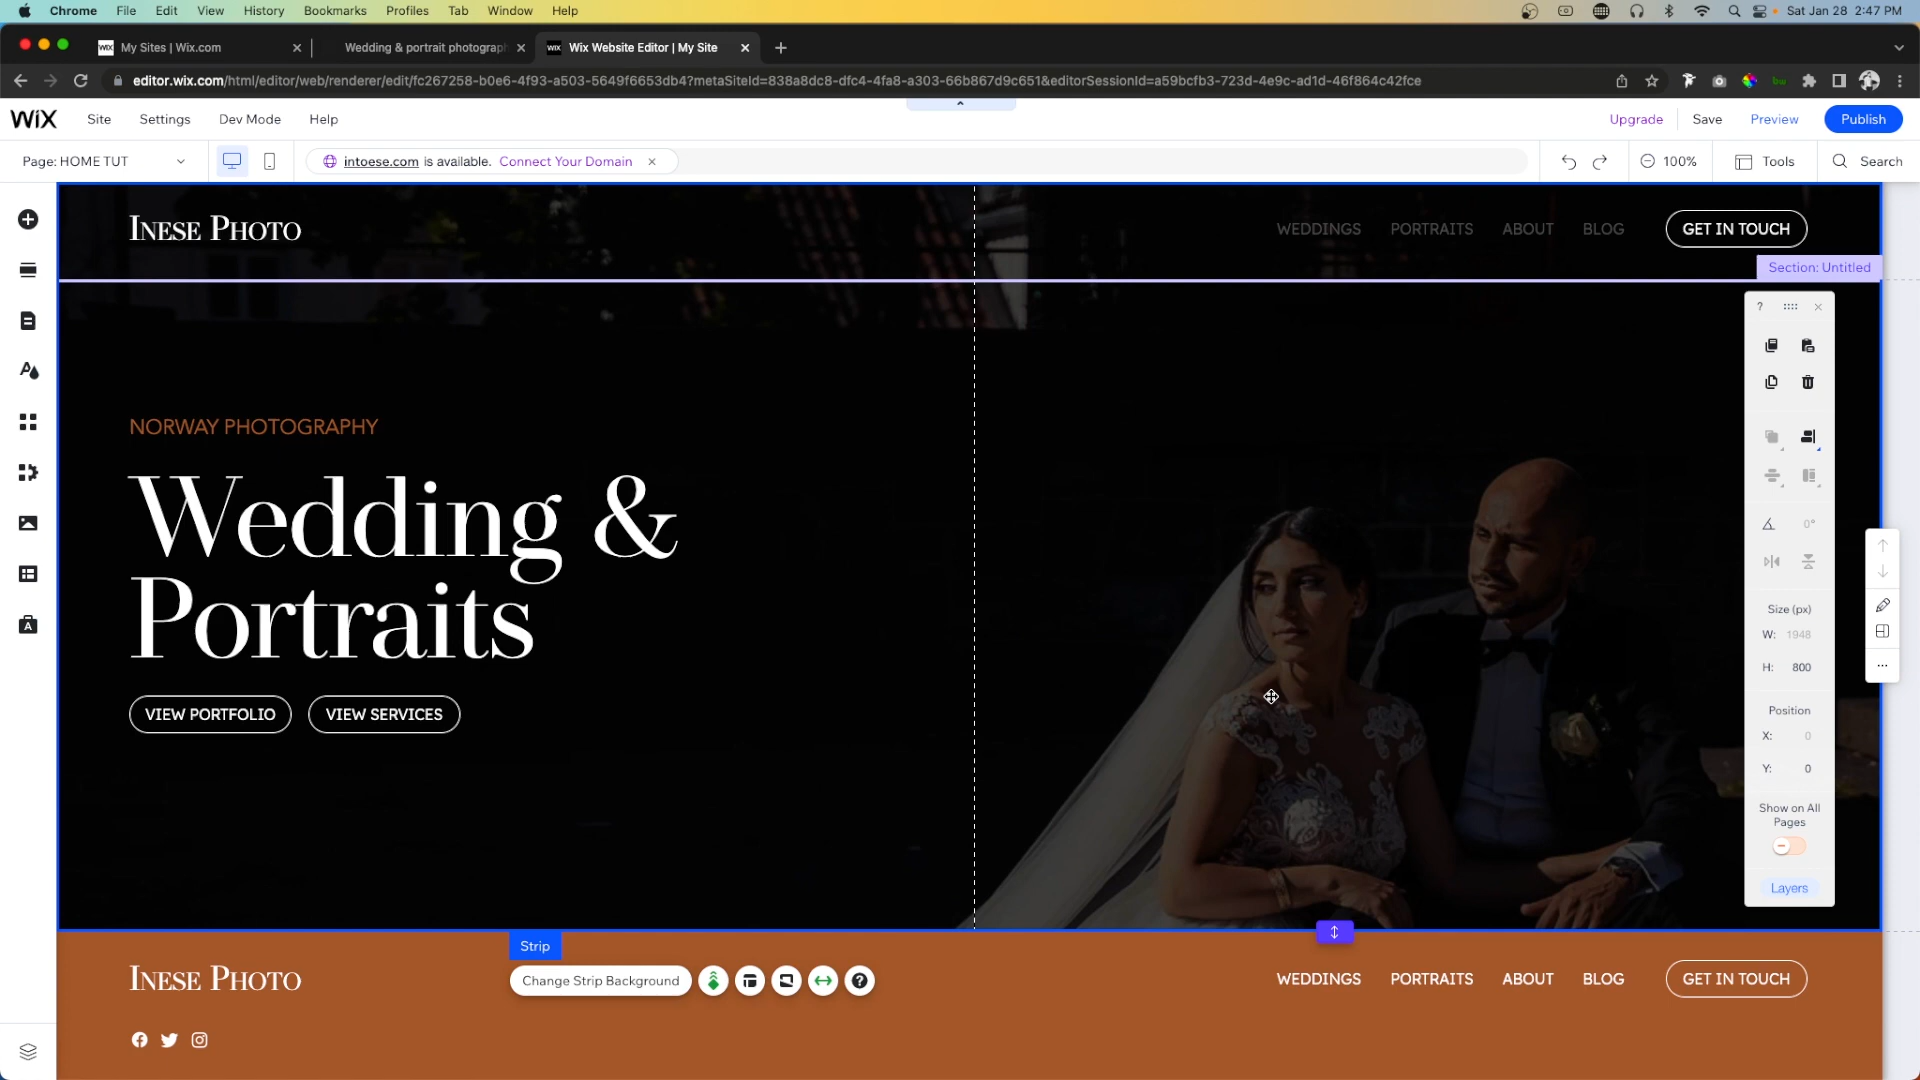 Chrome File Edit View History Bookmarks Profiles Tab Window Help Sat Jan 28 2:47 PM
WiX My Sites | Wix.com Wedding & portrait photograph WiX Wix Website Editor | My Site
editor.wix.com/html/editor/web/renderer/edit/fc267258-b0e6-4f93-a503-5649f6653db4?metaSiteId=838a8dc8-dfc4-4fa8-a303-66b867d9c651&editorSessionId=a59bcfb3-723d-4e9c-ad1d-46f864c42fce
WiX Site Settings Dev Mode Help Upgrade Save Preview Publish
Page: HOME TUT intoese.com is available. Connect Your Domain 100% Tools Search
INESE PHOTO WEDDINGS PORTRAITS ABOUT BLOG GET IN TOUCH
Section: Untitled
?
NORWAY PHOTOGRAPHY
Wedding &
Portraits
VIEW PORTFOLIO VIEW SERVICES
0°
Size (px)
W: 1948
H: 800
Position
X: 0
Y: 0
Show on All
Pages
Layers
Strip
Change Strip Background ?
INESE PHOTO WEDDINGS PORTRAITS ABOUT BLOG GET IN TOUCH